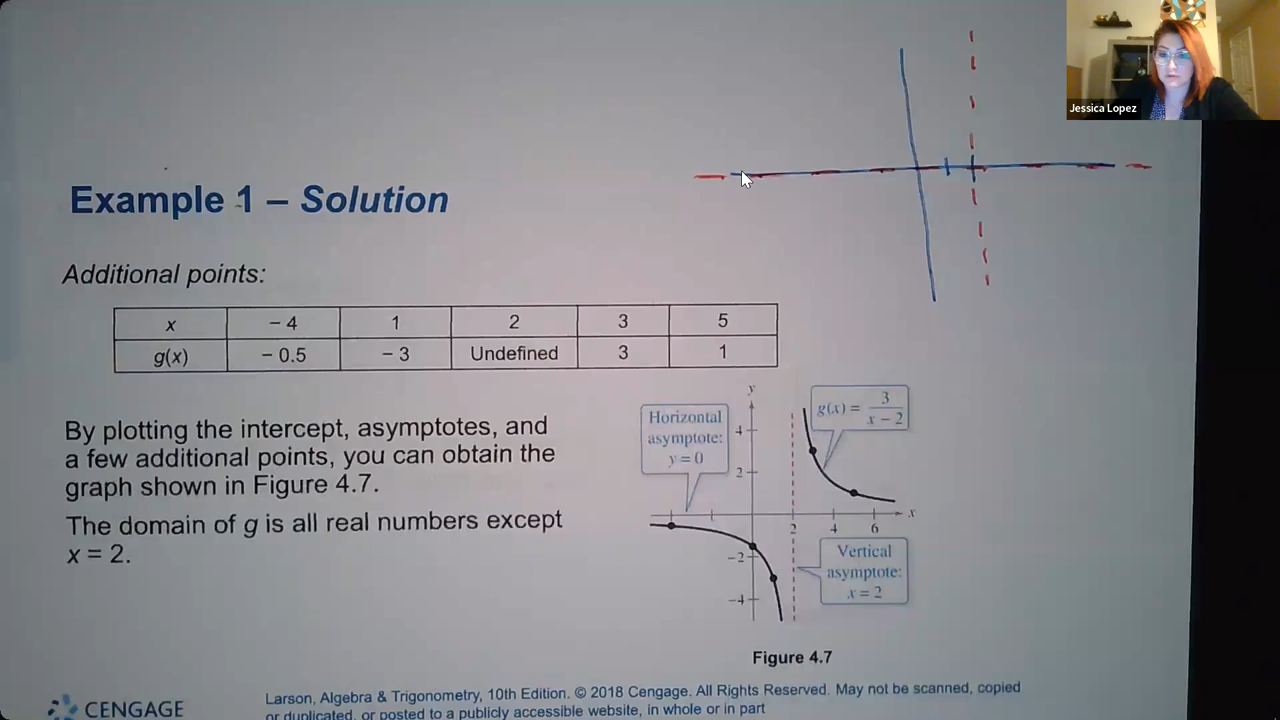 Jessica Lopez
Example 1 – Solution
Additional points:
x − 4 1 2 3 5
g(x) − 0.5 − 3 Undefined 3 1
By plotting the intercept, asymptotes, and
a few additional points, you can obtain the
graph shown in Figure 4.7.
The domain of g is all real numbers except
x = 2.
Horizontal
asymptote:
y = 0
y
4
2
−2
−4
g(x) = 3
x − 2
2 4 6 x
Vertical
asymptote:
x = 2
Figure 4.7
CENGAGE
Larson, Algebra & Trigonometry, 10th Edition. © 2018 Cengage. All Rights Reserved. May not be scanned, copied
or duplicated, or posted to a publicly accessible website, in whole or in part